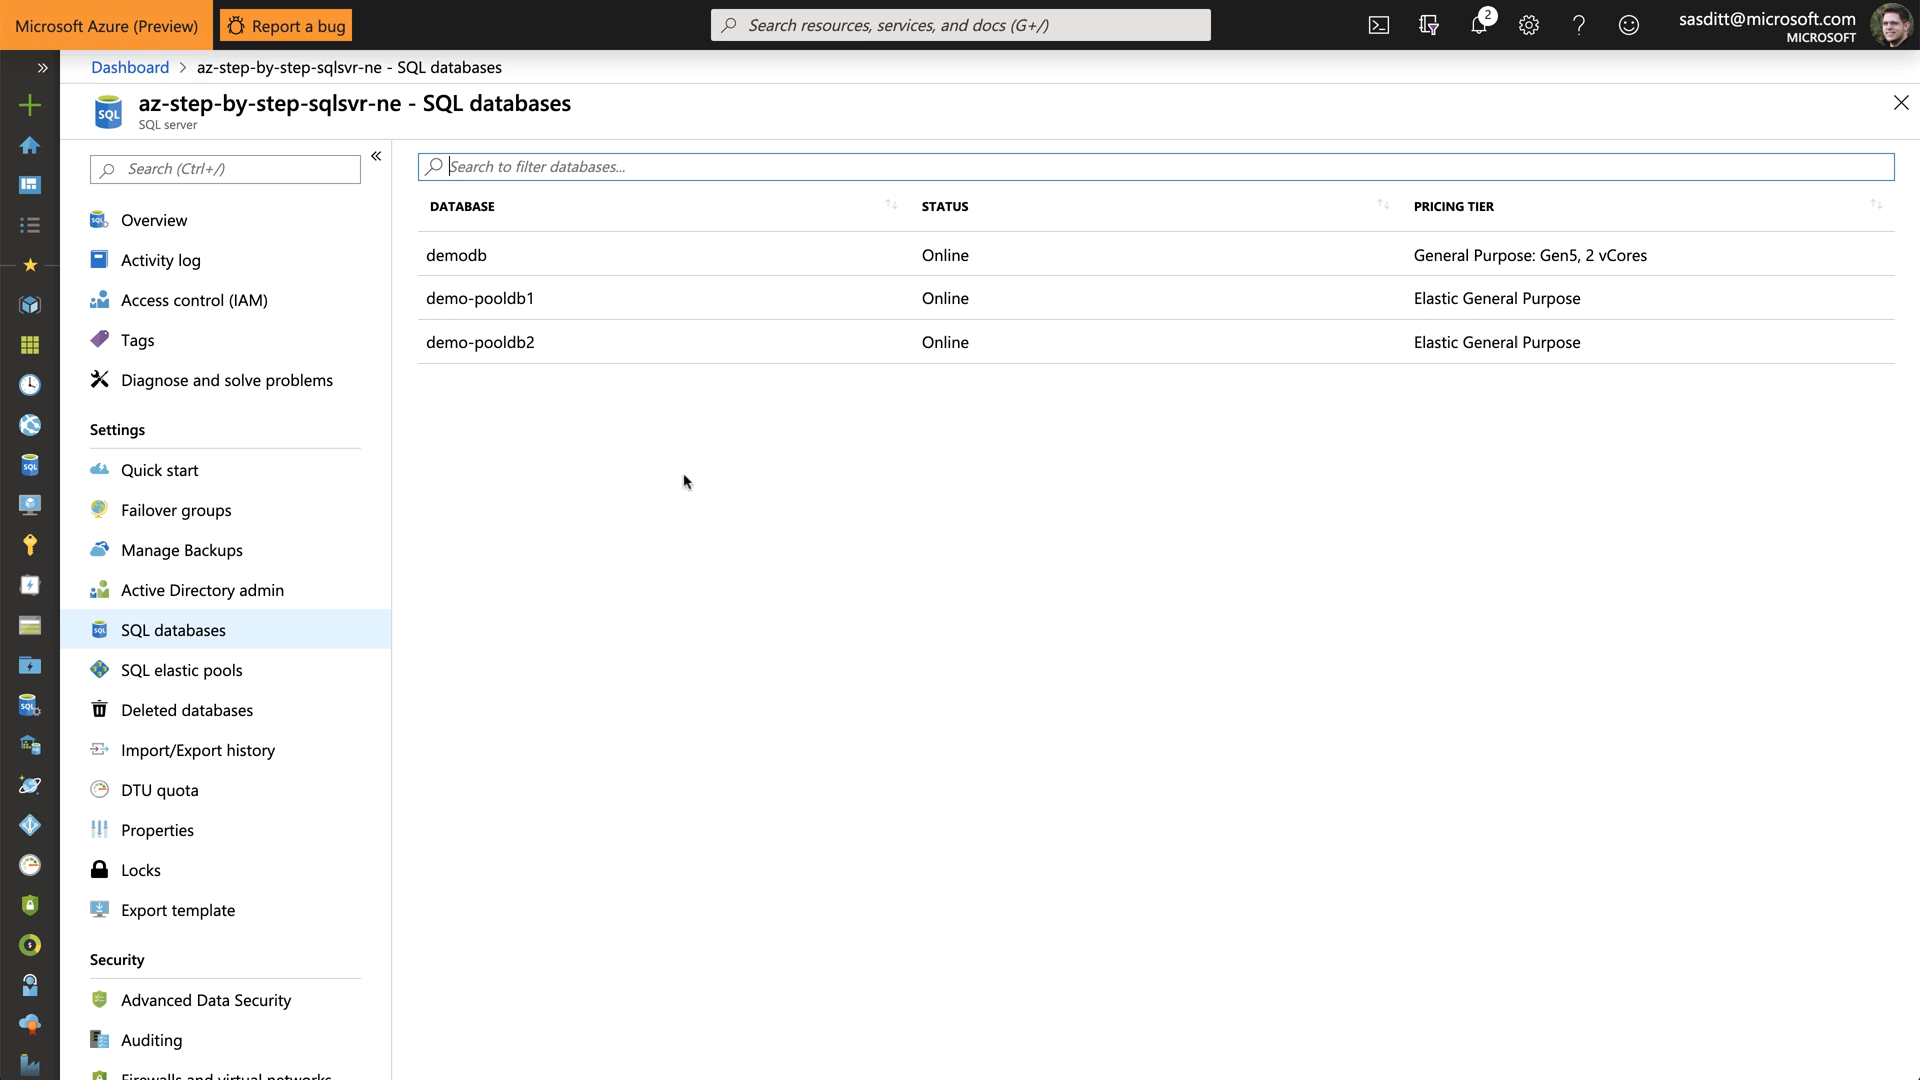 Microsoft Azure (Preview)
Report a bug
Search resources, services, and docs (G+/)
2
sasditt@microsoft.com
MICROSOFT
Dashboard > az-step-by-step-sqlsvr-ne - SQL databases
az-step-by-step-sqlsvr-ne - SQL databases
SQL server
Search (Ctrl+/)
Overview
Activity log
Access control (IAM)
Tags
Diagnose and solve problems
Settings
Quick start
Failover groups
Manage Backups
Active Directory admin
SQL databases
SQL elastic pools
Deleted databases
Import/Export history
DTU quota
Properties
Locks
Export template
Security
Advanced Data Security
Auditing
Firewalls and virtual networks
Search to filter databases...
DATABASE STATUS PRICING TIER
demodb Online General Purpose: Gen5, 2 vCores
demo-pooldb1 Online Elastic General Purpose
demo-pooldb2 Online Elastic General Purpose